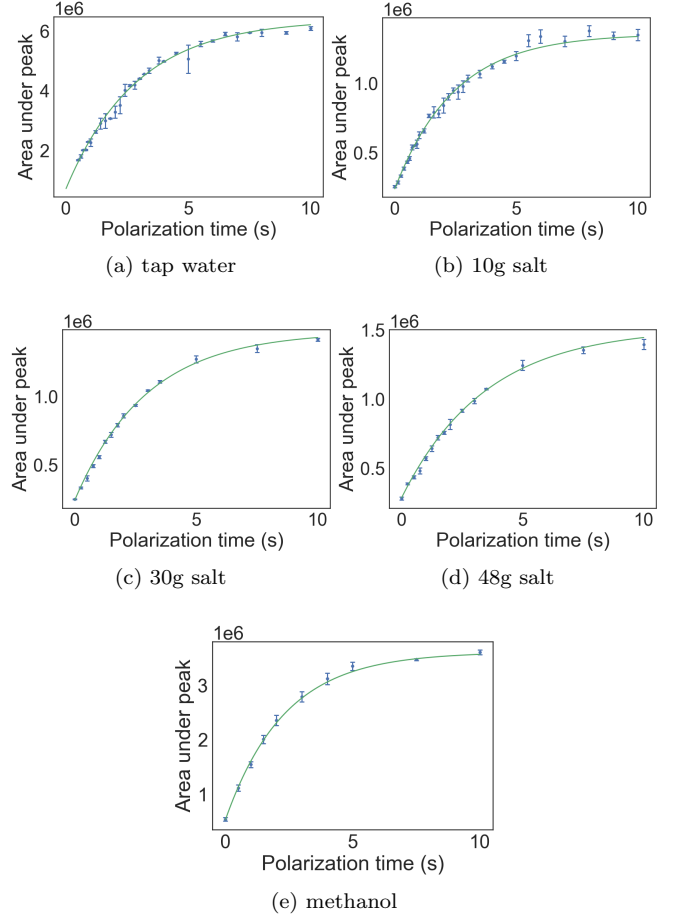 1e6
6
4
2
Area under peak
0 5 10
Polarization time (s)
(a) tap water
1e6
1.0
0.5
Area under peak
0 5 10
Polarization time (s)
(b) 10g salt
1e6
1.0
0.5
Area under peak
0 5 10
Polarization time (s)
(c) 30g salt
1e6
1.5
1.0
0.5
Area under peak
0 5 10
Polarization time (s)
(d) 48g salt
1e6
3
2
1
Area under peak
0 5 10
Polarization time (s)
(e) methanol